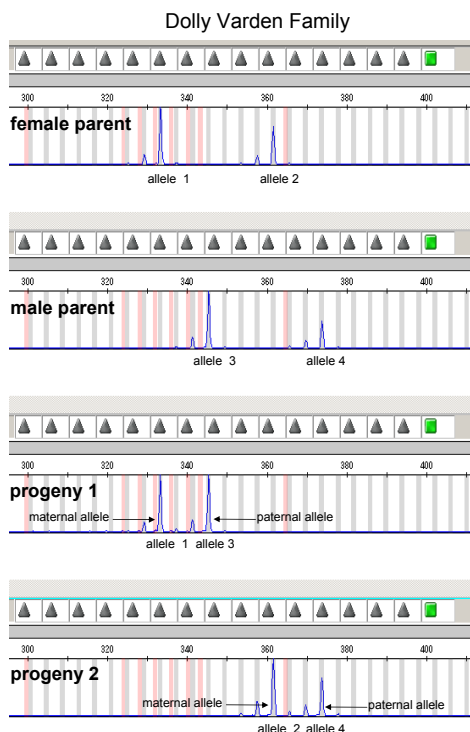 Dolly Varden Family
300 320 340 360 380 400
female parent
allele 1 allele 2
300 320 340 360 380 400
male parent
allele 3 allele 4
300 320 340 360 380 400
progeny 1
maternal allele paternal allele
allele 1 allele 3
300 320 340 360 380 400
progeny 2
maternal allele paternal allele
allele 2 allele 4